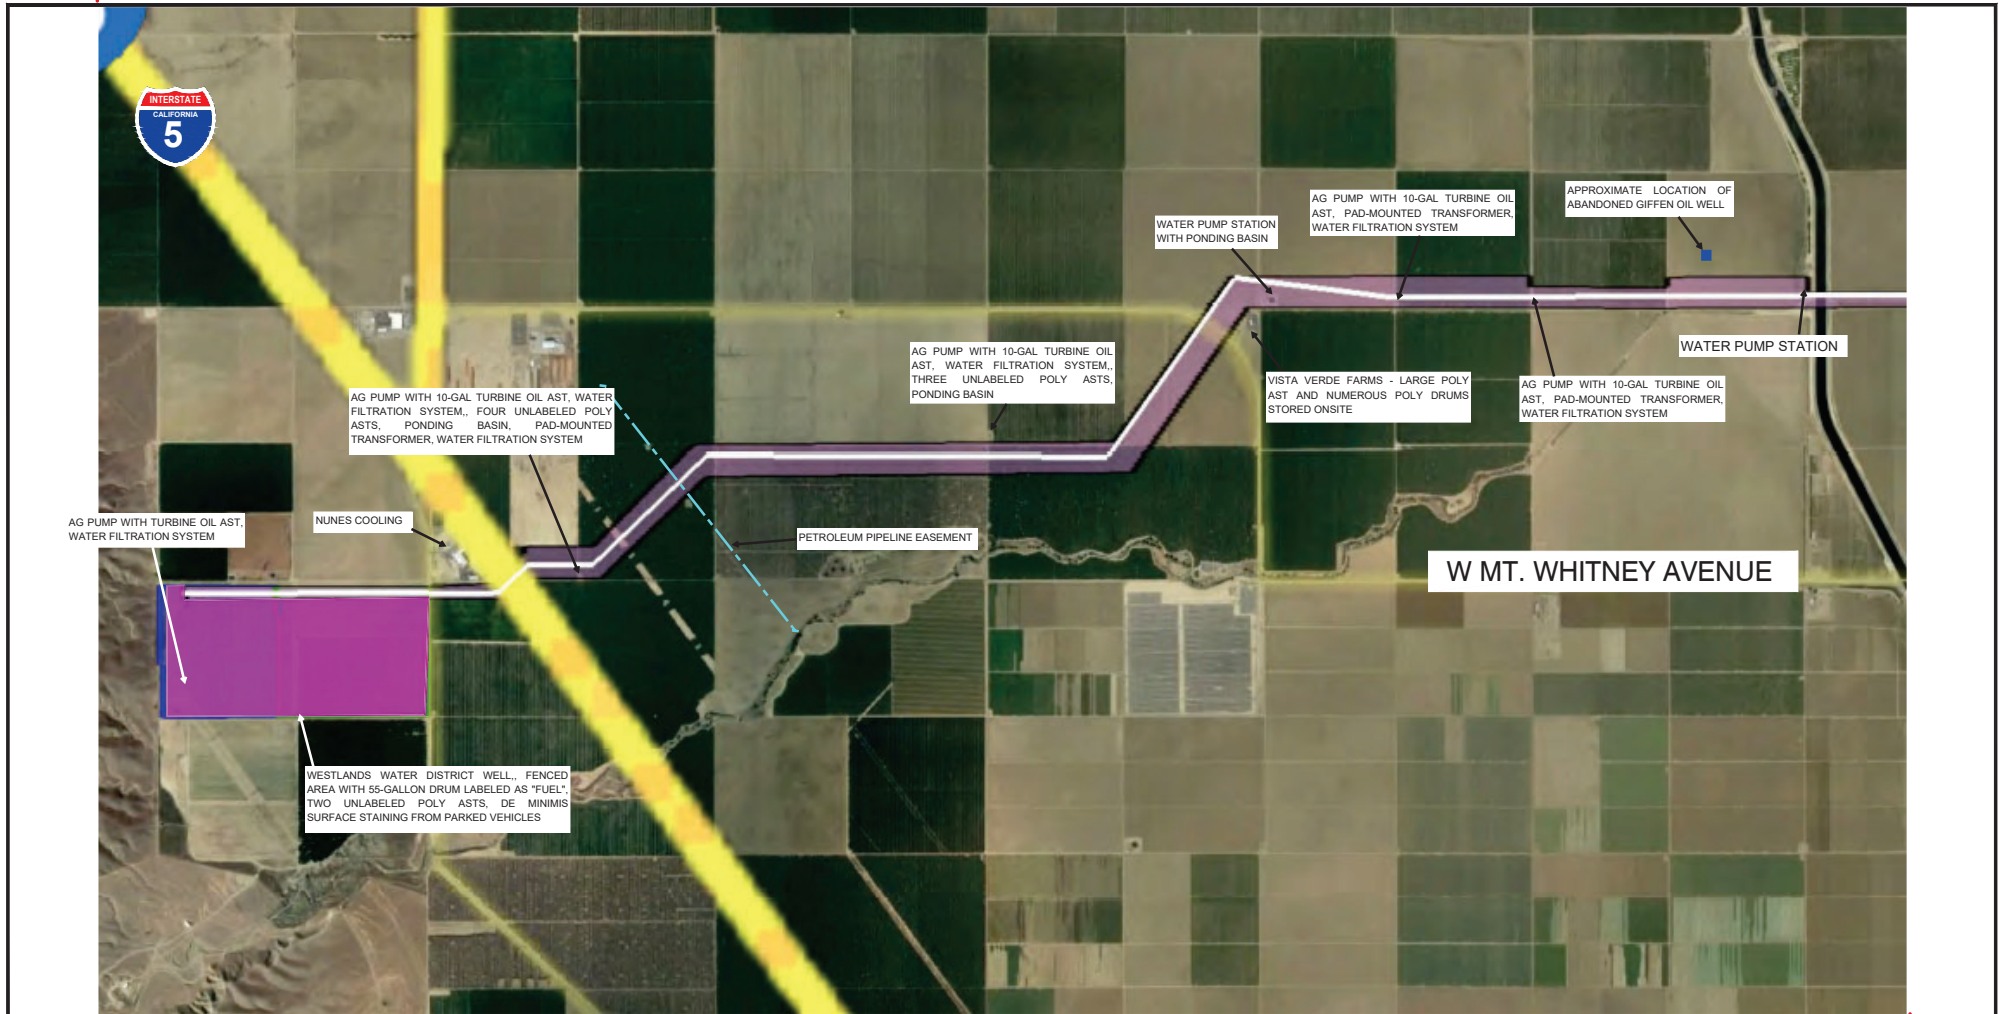 INTERSTATE
CALIFORNIA
5
APPROXIMATE LOCATION OF
ABANDONED GIFFEN OIL WELL
AG PUMP WITH 10-GAL TURBINE OIL
AST, PAD-MOUNTED TRANSFORMER,
WATER FILTRATION SYSTEM
WATER PUMP STATION
WITH PONDING BASIN
WATER PUMP STATION
AG PUMP WITH 10-GAL TURBINE OIL
AST, WATER FILTRATION SYSTEM,,
THREE UNLABELED POLY ASTS,
PONDING BASIN
VISTA VERDE FARMS - LARGE POLY
AST AND NUMEROUS POLY DRUMS
STORED ONSITE
AG PUMP WITH 10-GAL TURBINE OIL
AST, PAD-MOUNTED TRANSFORMER,
WATER FILTRATION SYSTEM
AG PUMP WITH 10-GAL TURBINE OIL AST, WATER
FILTRATION SYSTEM,, FOUR UNLABELED POLY
ASTS, PONDING BASIN, PAD-MOUNTED
TRANSFORMER, WATER FILTRATION SYSTEM
AG PUMP WITH TURBINE OIL AST,
WATER FILTRATION SYSTEM
NUNES COOLING
PETROLEUM PIPELINE EASEMENT
W MT. WHITNEY AVENUE
WESTLANDS WATER DISTRICT WELL,, FENCED
AREA WITH 55-GALLON DRUM LABELED AS "FUEL",
TWO UNLABELED POLY ASTS, DE MINIMIS
SURFACE STAINING FROM PARKED VEHICLES